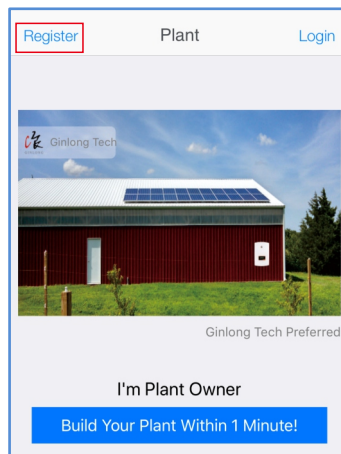 Register Plant Login
Ginlong Tech
Ginlong Tech Preferred
I'm Plant Owner
Build Your Plant Within 1 Minute!